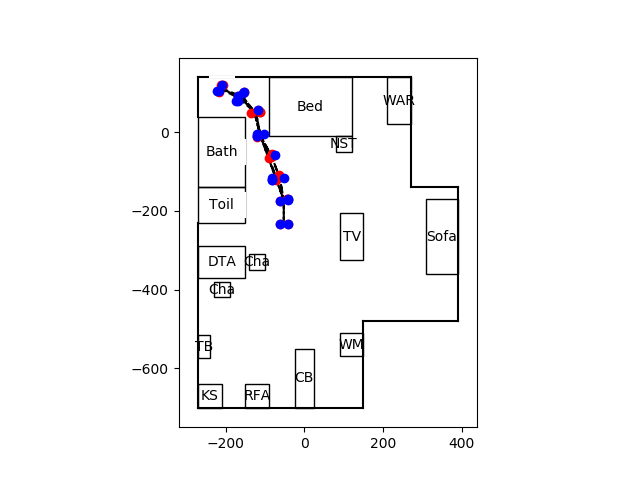 Bed
WAR
0
NST
Bath
Toil
−200
TV
Sofa
DTA
Cha
Cha
−400
TB
WM
CB
−600
KS
RFA
−200
0
200
400